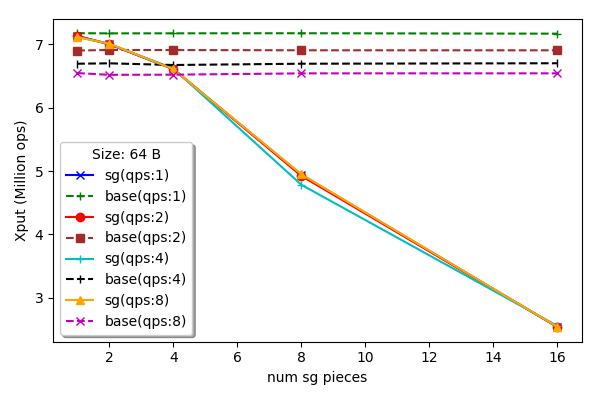 7
6
5
4
3
Xput (Million ops)
Size: 64 B
sg(qps:1)
base(qps:1)
sg(qps:2)
base(qps:2)
sg(qps:4)
base(qps:4)
sg(qps:8)
base(qps:8)
2 4 6 8 10 12 14 16
num sg pieces